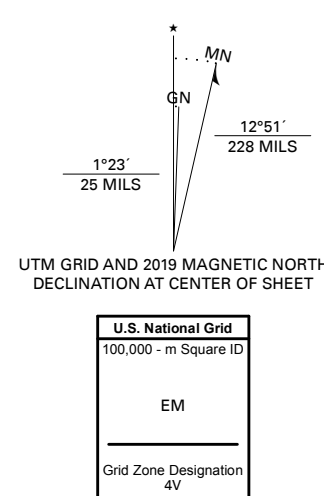 ★
MN
GN
12°51´
228 MILS
1°23´
25 MILS
UTM GRID AND 2019 MAGNETIC NORTH
DECLINATION AT CENTER OF SHEET
U.S. National Grid
100,000 - m Square ID
EM
Grid Zone Designation
4V